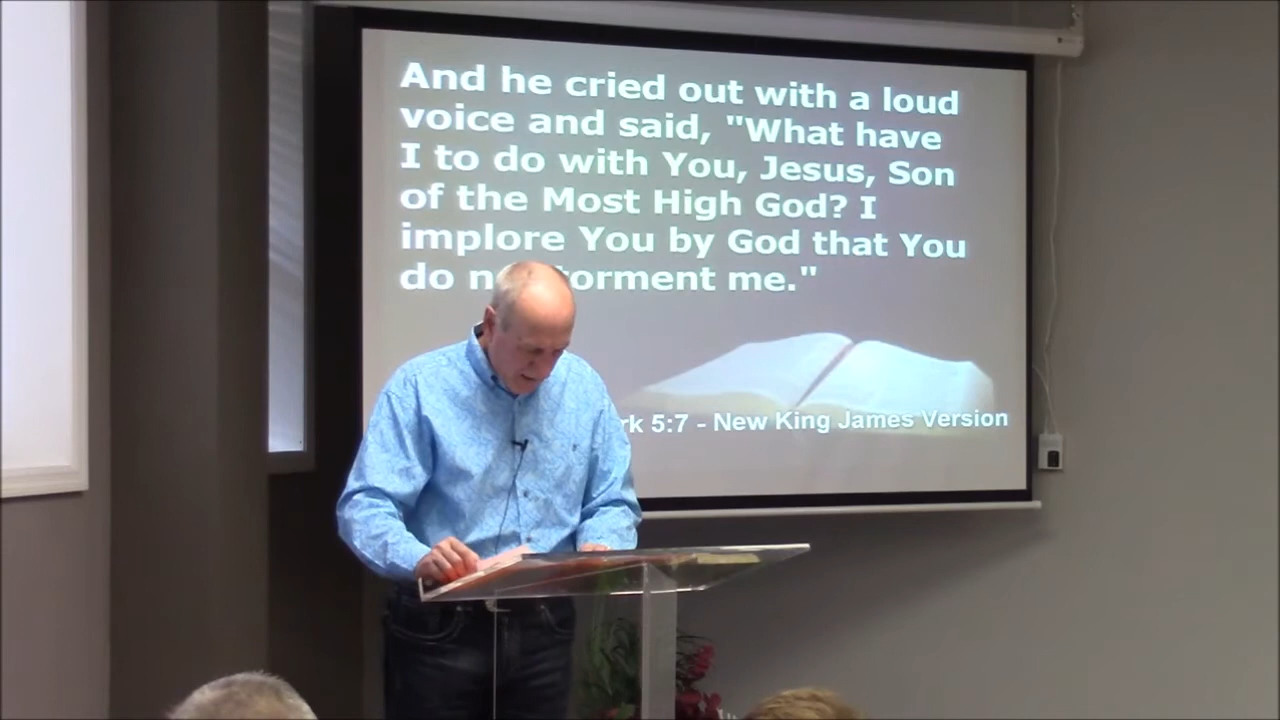 And he cried out with a loud
voice and said, "What have
I to do with You, Jesus, Son
of the Most High God? I
implore You by God that You
do torment me."
5:7 - New King James Version